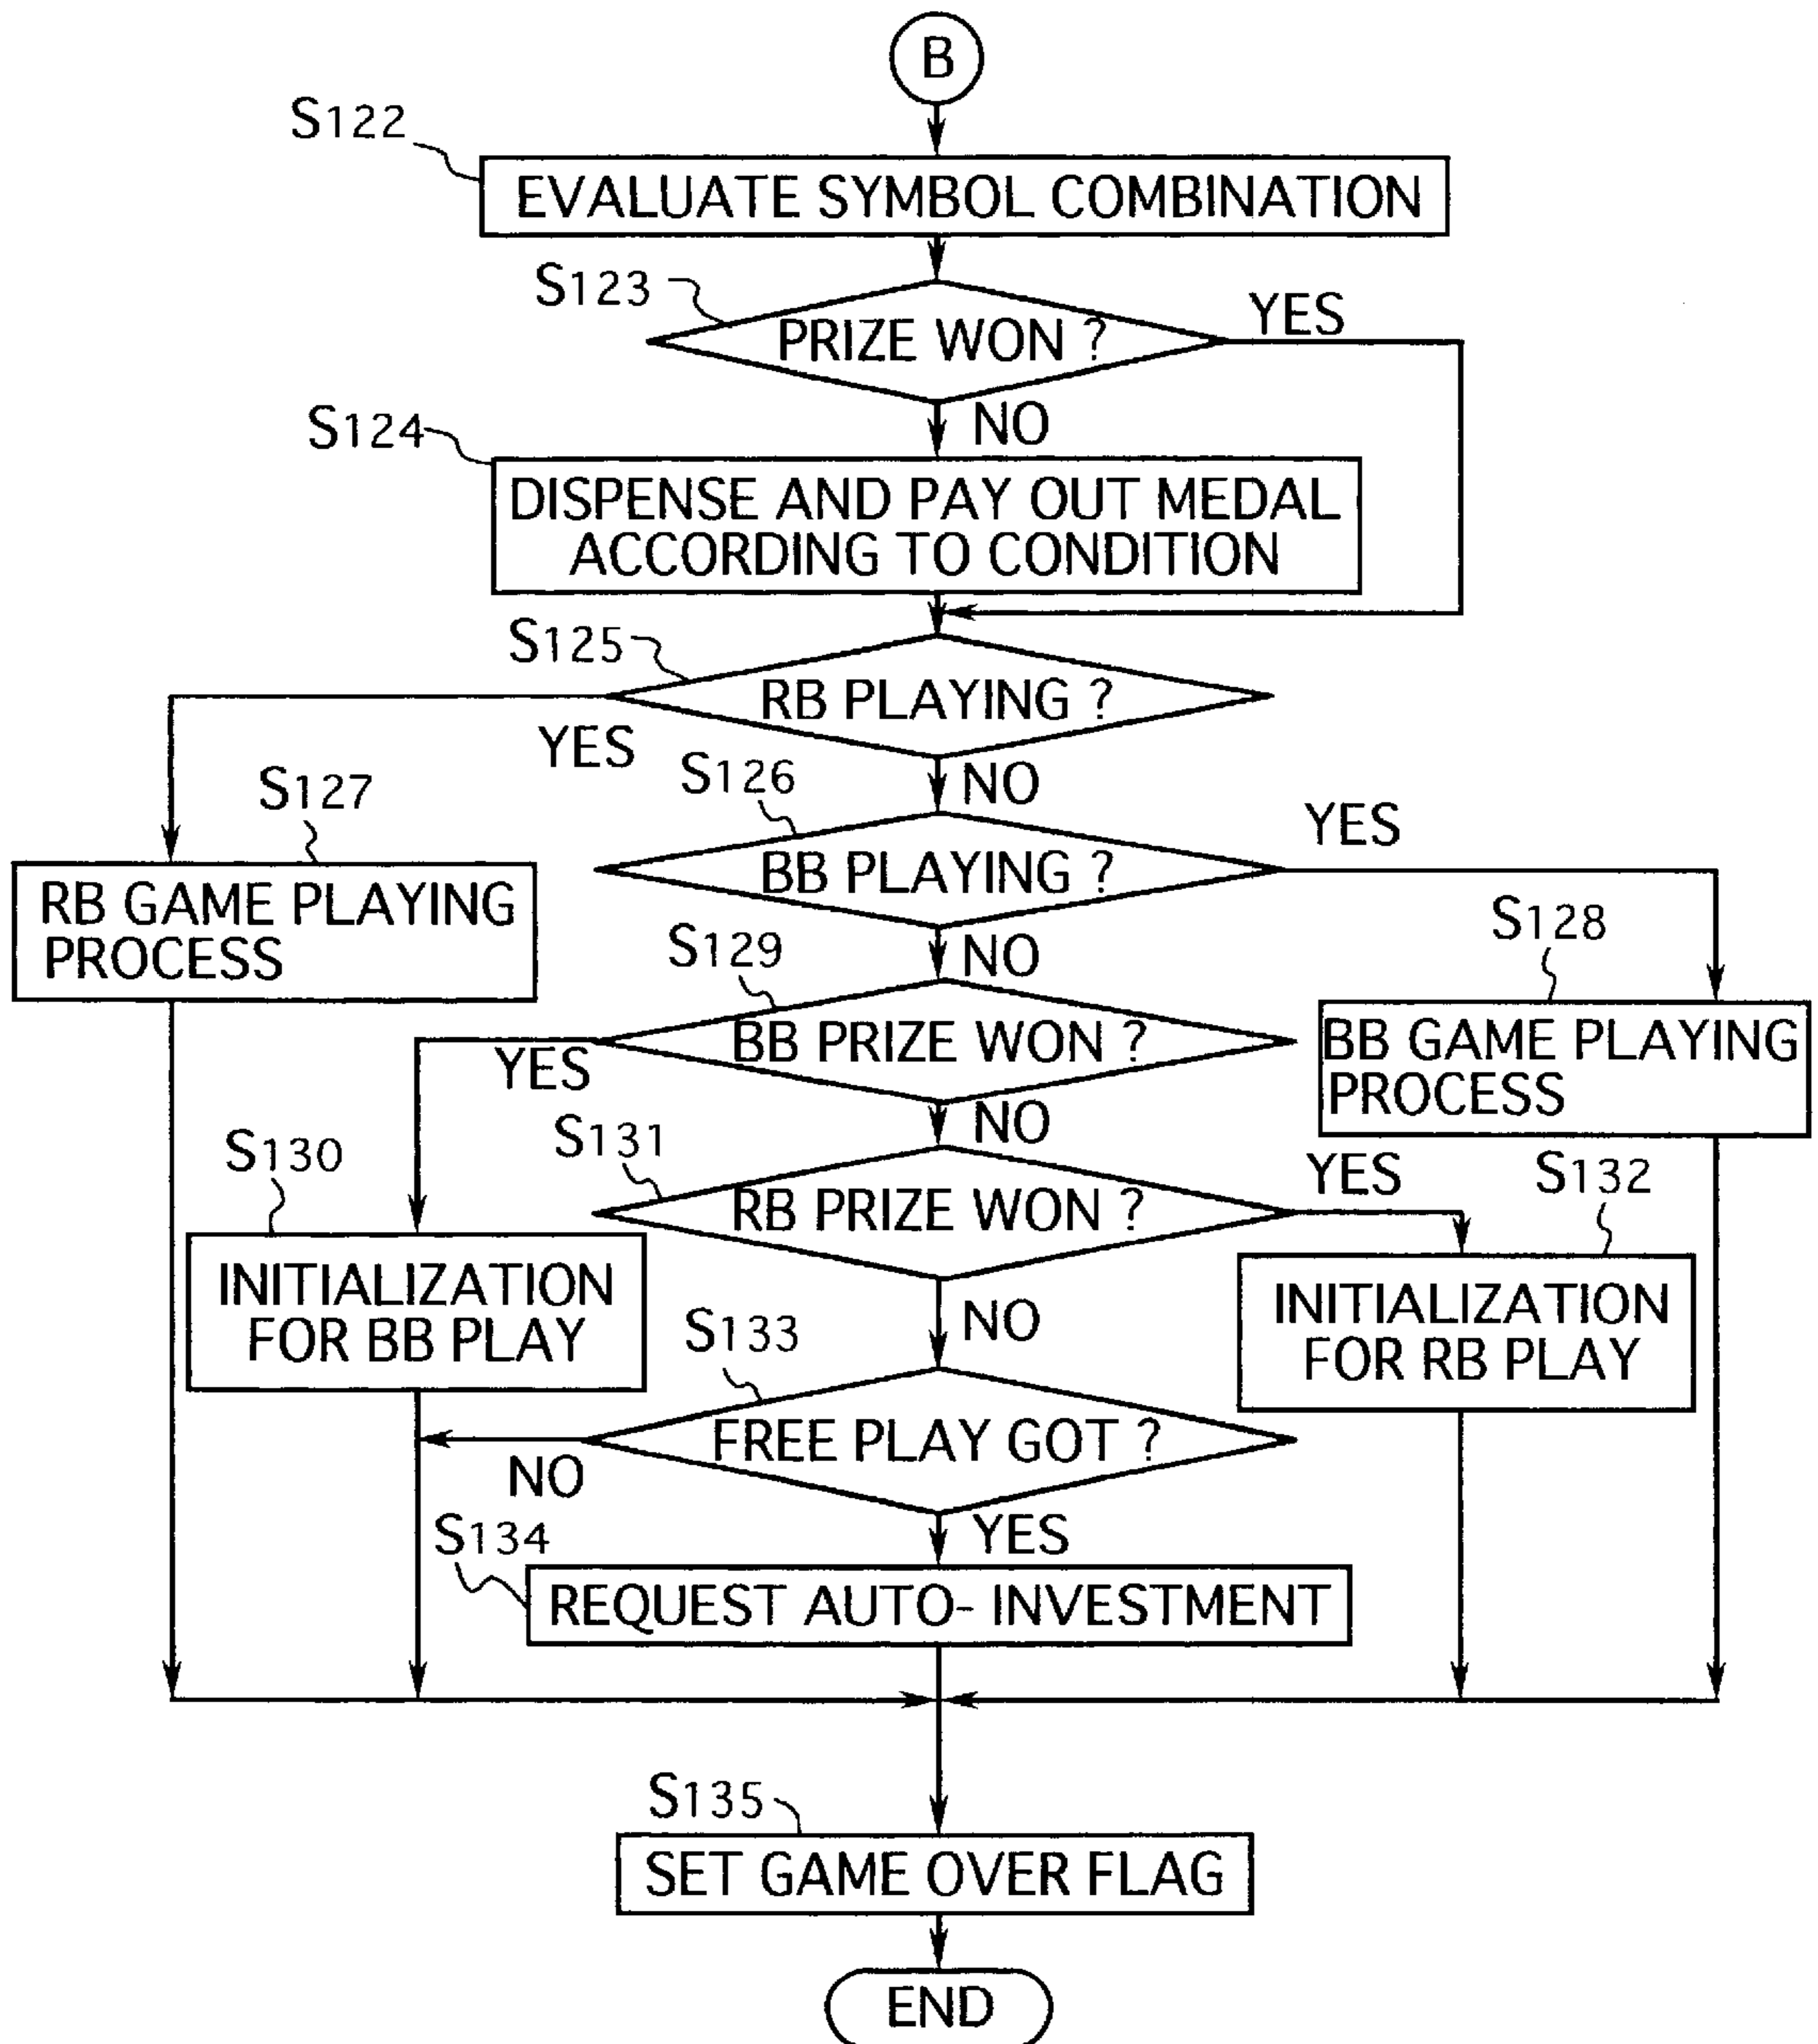 B
S122
EVALUATE SYMBOL COMBINATION
S123
PRIZE WON ?
YES
NO
S124
DISPENSE AND PAY OUT MEDAL
ACCORDING TO CONDITION
S125
RB PLAYING ?
YES
NO
S126
S127
BB PLAYING ?
YES
RB GAME PLAYING
PROCESS
NO
S128
S129
BB PRIZE WON ?
YES
BB GAME PLAYING
PROCESS
NO
S130
S131
RB PRIZE WON ?
YES
S132
INITIALIZATION
FOR BB PLAY
NO
INITIALIZATION
FOR RB PLAY
S133
FREE PLAY GOT ?
NO
YES
S134
REQUEST AUTO- INVESTMENT
S135
SET GAME OVER FLAG
END